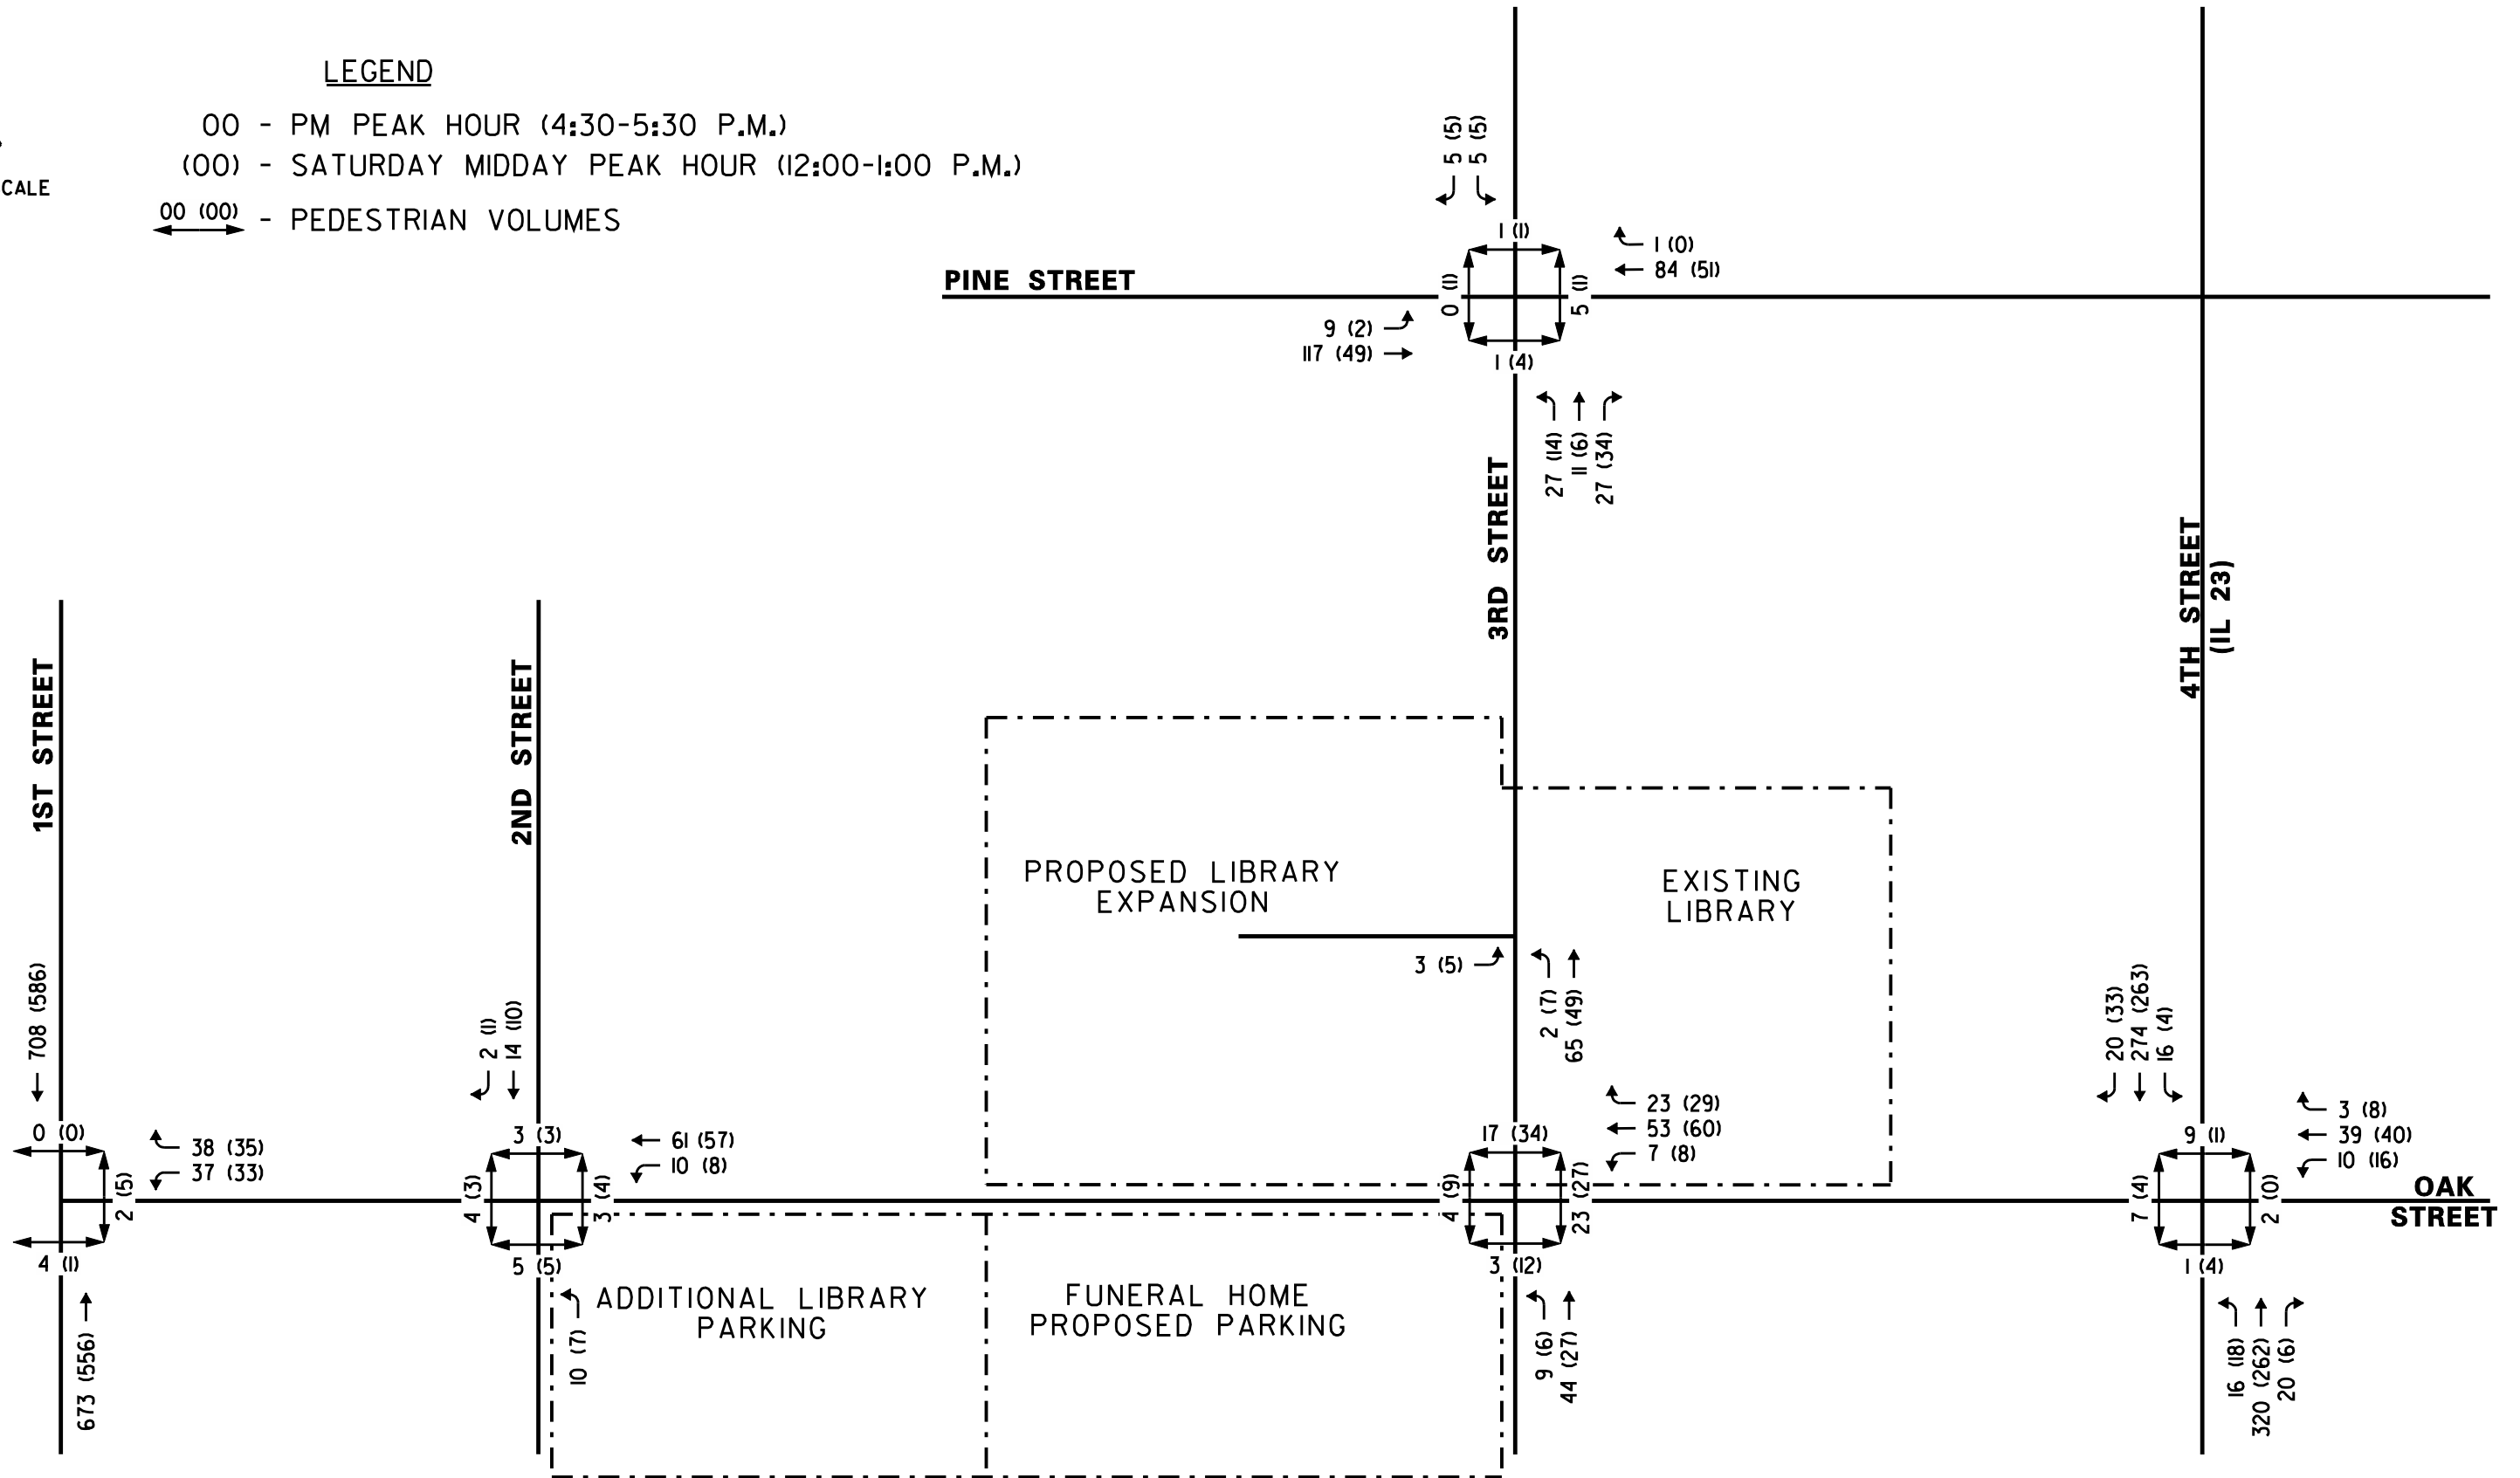 LEGEND
00 - PM PEAK HOUR (4:30-5:30 P.M.)
(00) - SATURDAY MIDDAY PEAK HOUR (12:00-1:00 P.M.)
CALE
00 (00) - PEDESTRIAN VOLUMES
5 (5)
5 (5)
1 (1)
1 (0)
84 (51)
PINE STREET
0 (1)
5 (1)
9 (2)
117 (49)
1 (4)
27 (14)
11 (6)
27 (34)
3RD STREET
4TH STREET
(IL 23)
1ST STREET
2ND STREET
PROPOSED LIBRARY
EXPANSION
EXISTING
LIBRARY
3 (5)
2 (7)
65 (49)
708 (586)
2 (1)
14 (10)
20 (33)
274 (263)
16 (4)
0 (0)
38 (35)
37 (33)
2 (5)
4 (1)
673 (556)
3 (3)
61 (57)
10 (8)
4 (3)
3 (4)
5 (5)
10 (7)
17 (34)
23 (29)
53 (60)
7 (8)
4 (9)
23 (27)
3 (12)
9 (6)
44 (27)
9 (1)
3 (8)
39 (40)
10 (16)
7 (4)
2 (0)
1 (4)
16 (18)
320 (262)
20 (6)
OAK
STREET
ADDITIONAL LIBRARY
PARKING
FUNERAL HOME
PROPOSED PARKING